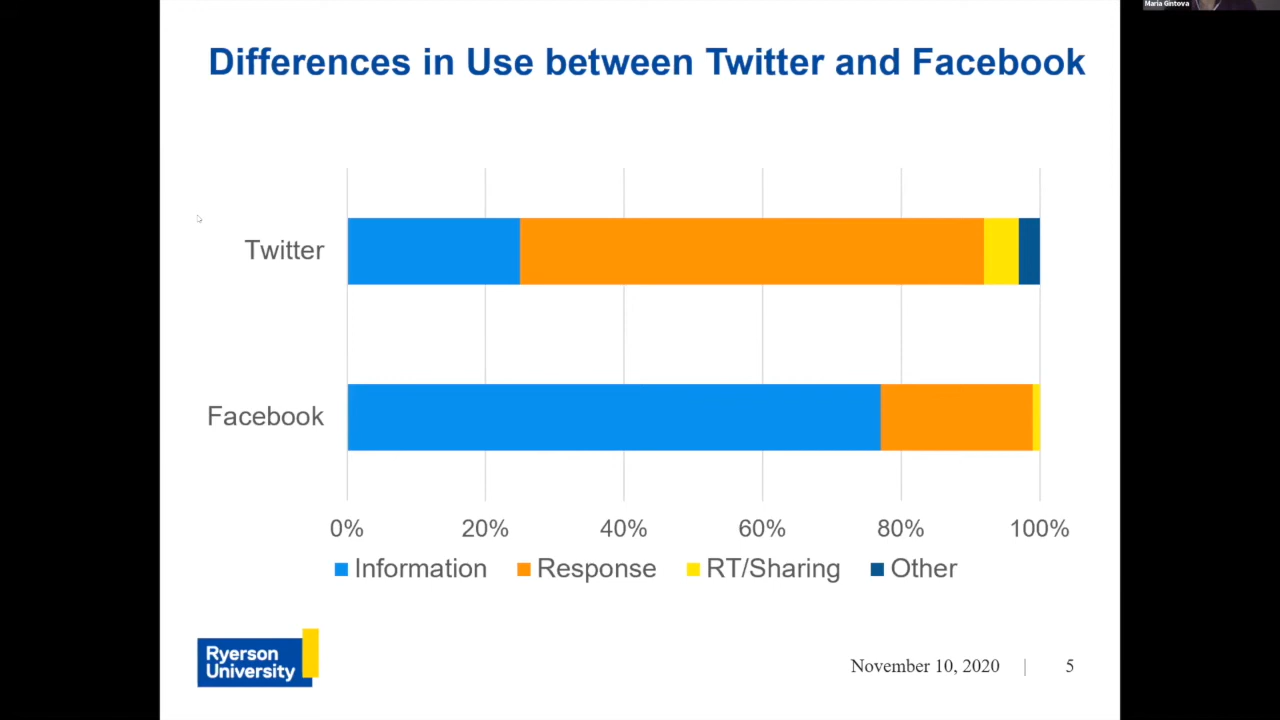 Maria Gintova
Differences in Use between Twitter and Facebook
Twitter
Facebook
0% 20% 40% 60% 80% 100%
Information Response RT/Sharing Other
Ryerson
University
November 10, 2020 | 5